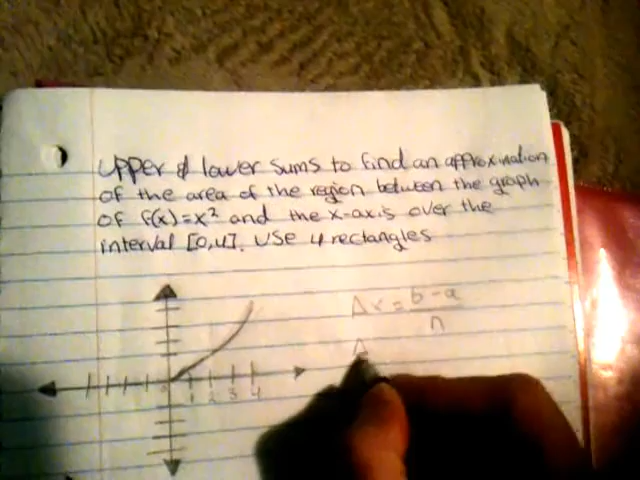 Upper & lower sums to find an approximation
of the area of the region between the graph
of f(x)=x² and the x-axis over the
interval [0,4]. Use 4 rectangles
Δx = b-a
n
Δ
1 2 3 4